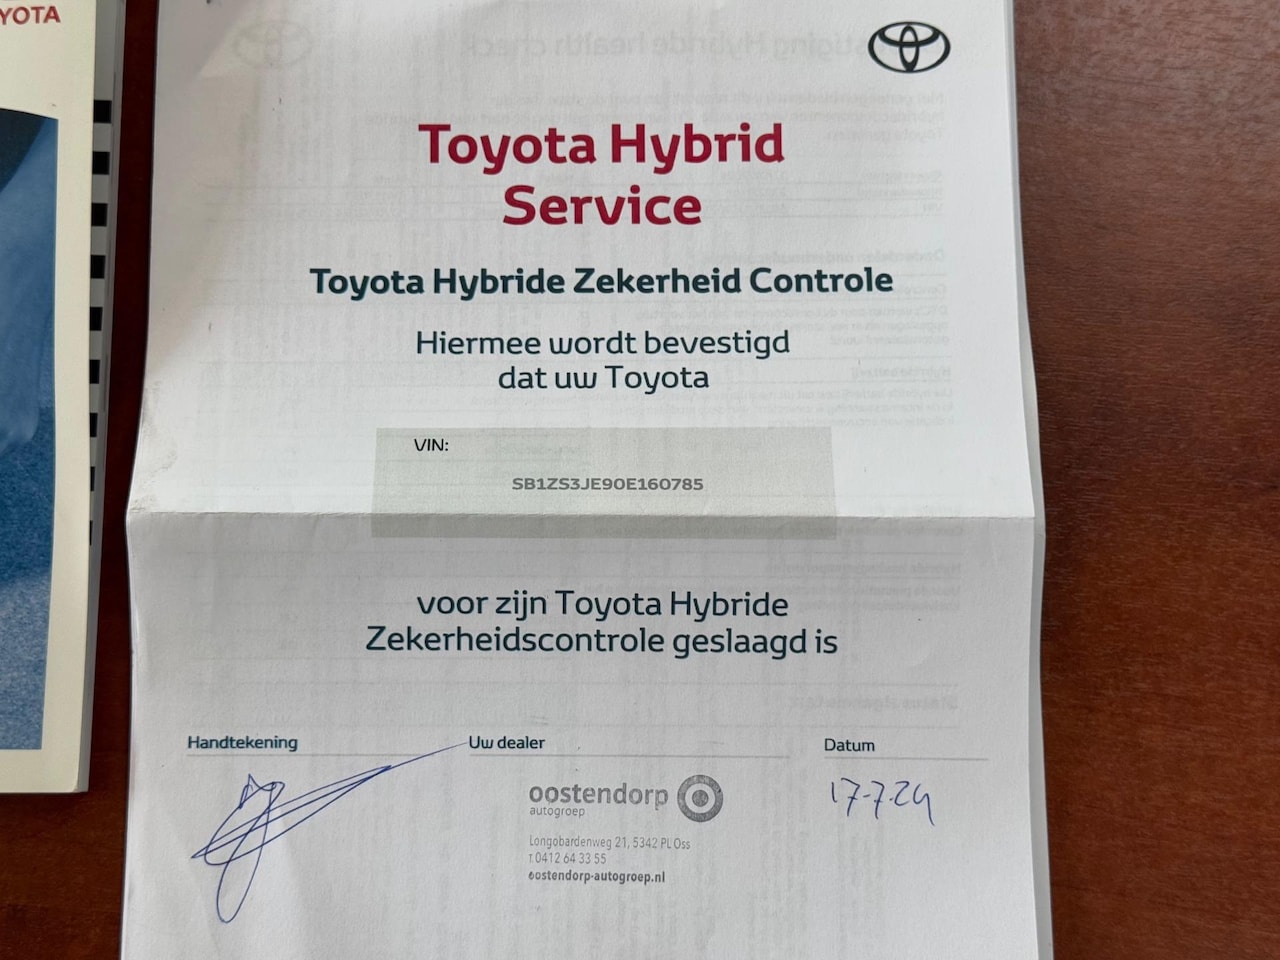 YOTA
Toyota Hybrid
Service
Toyota Hybride Zekerheid Controle
Hiermee wordt bevestigd
dat uw Toyota
VIN:
SB1ZS3JE90E160785
voor zijn Toyota Hybride
Zekerheidscontrole geslaagd is
Handtekening
Uw dealer
Datum
oostendorp
autogroep
17-7-24
Longobardenweg 21, 5342 PL Oss
T 0412 64 33 55
oostendorp-autogroep.nl